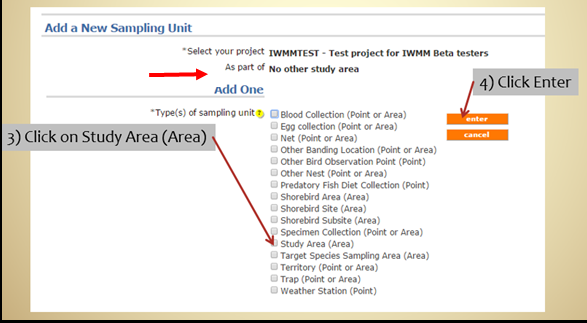 Add a New Sampling Unit
*Select your project IWMMTEST - Test project for IWMM Beta testers
As part of No other study area
Add One
4) Click Enter
*Type(s) of sampling unit ?
Blood Collection (Point or Area)
enter
Egg collection (Point or Area)
Net (Point or Area)
cancel
3) Click on Study Area (Area)
Other Banding Location (Point or Area)
Other Bird Observation Point (Point)
Other Nest (Point or Area)
Predatory Fish Diet Collection (Point)
Shorebird Area (Area)
Shorebird Site (Area)
Shorebird Subsite (Area)
Specimen Collection (Point or Area)
Study Area (Area)
Target Species Sampling Area (Area)
Territory (Point or Area)
Trap (Point or Area)
Weather Station (Point)